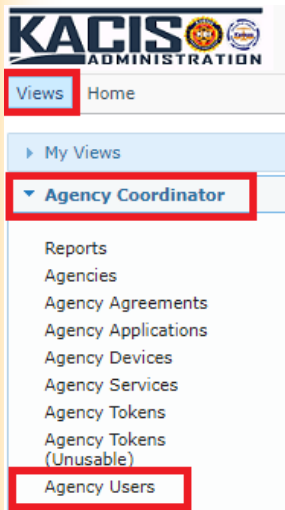 KACIS
ADMINISTRATION
Views Home
My Views
Agency Coordinator
Reports
Agencies
Agency Agreements
Agency Applications
Agency Devices
Agency Services
Agency Tokens
Agency Tokens
(Unusable)
Agency Users